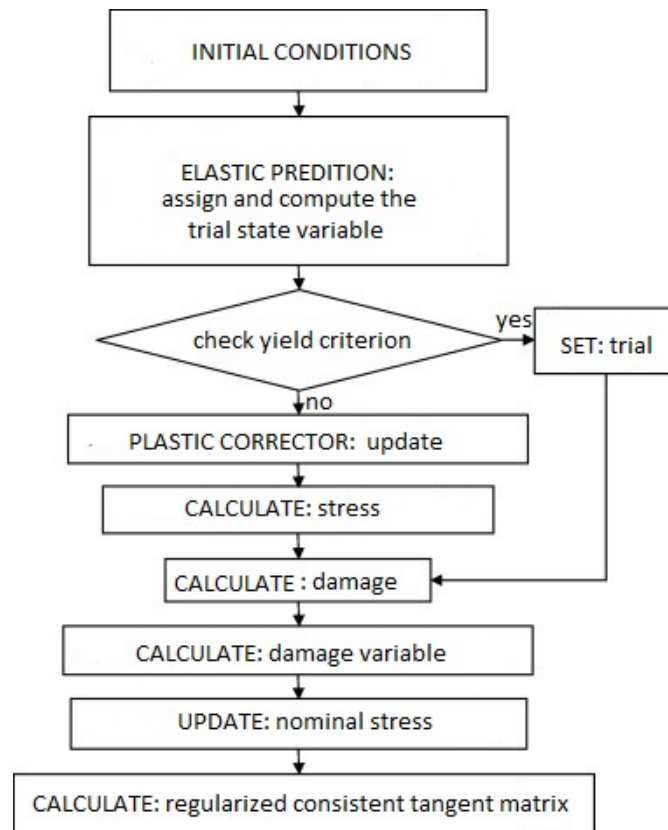 INITIAL CONDITIONS
ELASTIC PREDITION:
assign and compute the
trial state variable
check yield criterion
yes
SET: trial
no
PLASTIC CORRECTOR: update
CALCULATE: stress
CALCULATE : damage
CALCULATE: damage variable
UPDATE: nominal stress
CALCULATE: regularized consistent tangent matrix